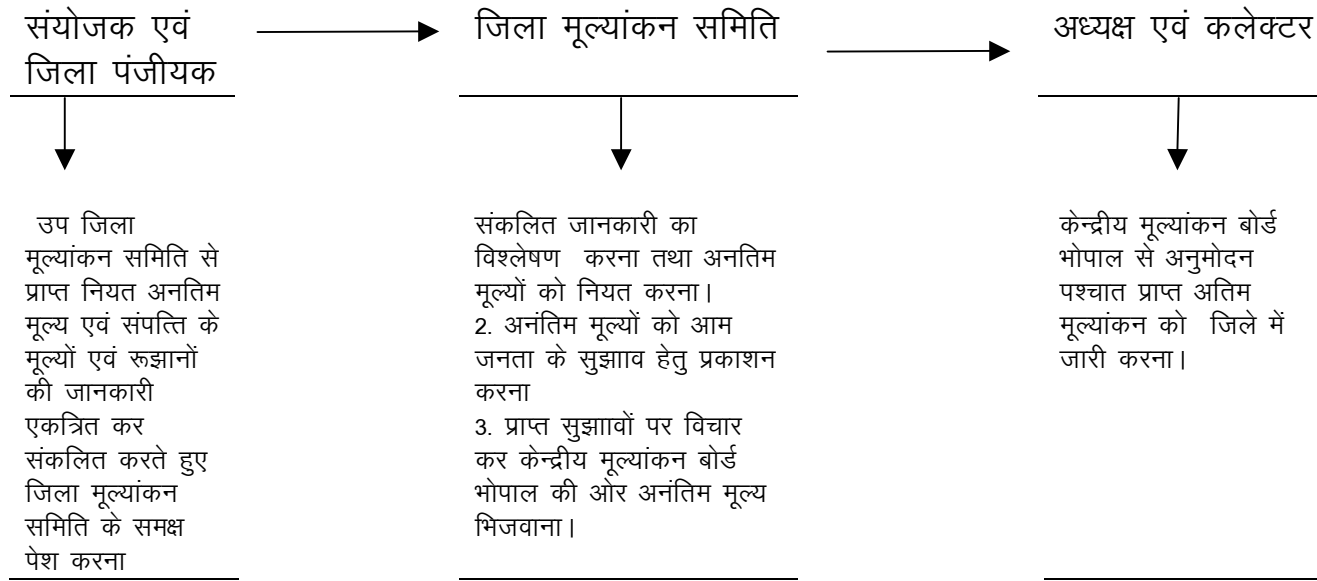 संयोजक एवं
जिला पंजीयक
जिला मूल्यांकन समिति
अध्यक्ष एवं कलेक्टर
उप जिला
मूल्यांकन समिति से
प्राप्त नियत अनतिम
मूल्य एवं संपत्ति के
मूल्यों एवं रूझानों
की जानकारी
एकत्रित कर
संकलित करते हुए
जिला मूल्यांकन
समिति के समक्ष
पेश करना
संकलित जानकारी का
विश्लेषण करना तथा अनतिम
मूल्यों को नियत करना।
2. अनंतिम मूल्यों को आम
जनता के सुझााव हेतु प्रकाशन
करना
3. प्राप्त सुझाावों पर विचार
कर केन्द्रीय मूल्यांकन बोर्ड
भोपाल की ओर अनंतिम मूल्य
भिजवाना।
केन्द्रीय मूल्यांकन बोर्ड
भोपाल से अनुमोदन
पश्चात प्राप्त अतिम
मूल्यांकन को जिले में
जारी करना।